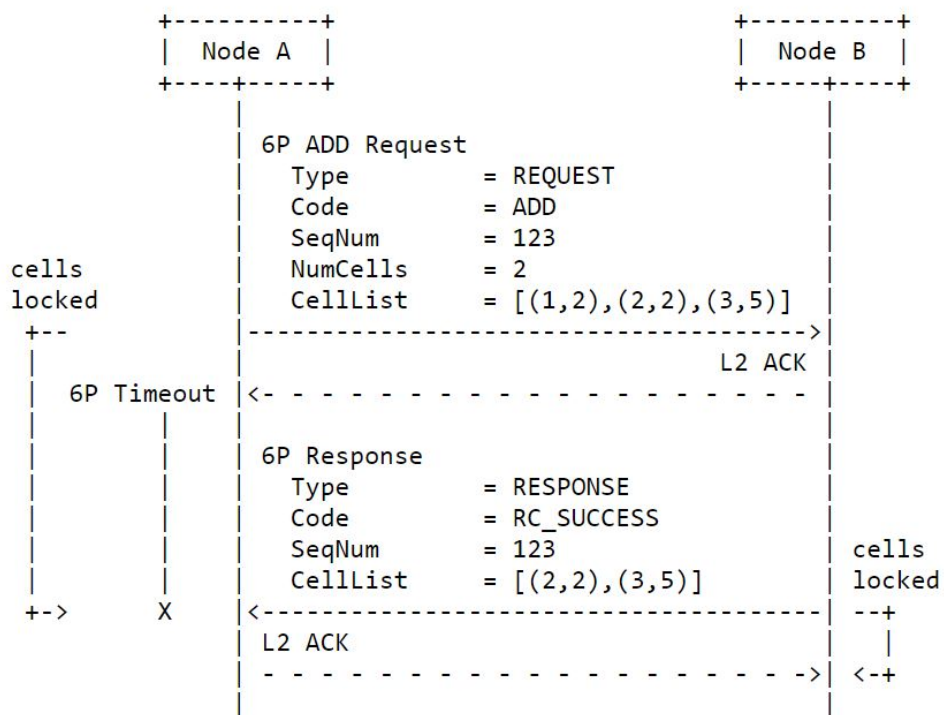 Node A Node B
6P ADD Request
Type = REQUEST
Code = ADD
SeqNum = 123
cells NumCells = 2
locked CellList = [(1,2),(2,2),(3,5)]
L2 ACK
6P Timeout
6P Response
Type = RESPONSE
Code = RC_SUCCESS
SeqNum = 123 cells
CellList = [(2,2),(3,5)] locked
X
L2 ACK